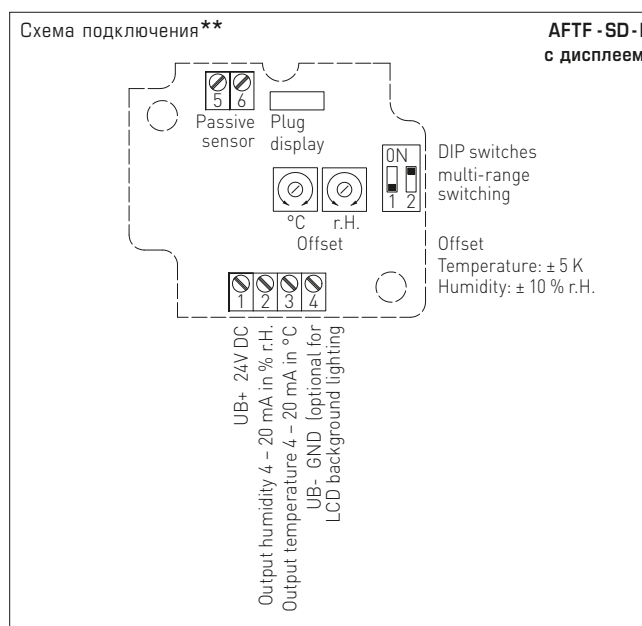 Схема подключения**
AFTF - SD - I
с дисплеем
5 6
Passive
sensor
Plug
display
ON
1 2
DIP switches
multi-range
switching
°C r.H.
Offset
Offset
Temperature: ± 5 K
Humidity: ± 10 % r.H.
1 2 3 4
UB+ 24V DC
Output humidity 4 – 20 mA in % r.H.
Output temperature 4 – 20 mA in °C
UB- GND (optional for
LCD background lighting